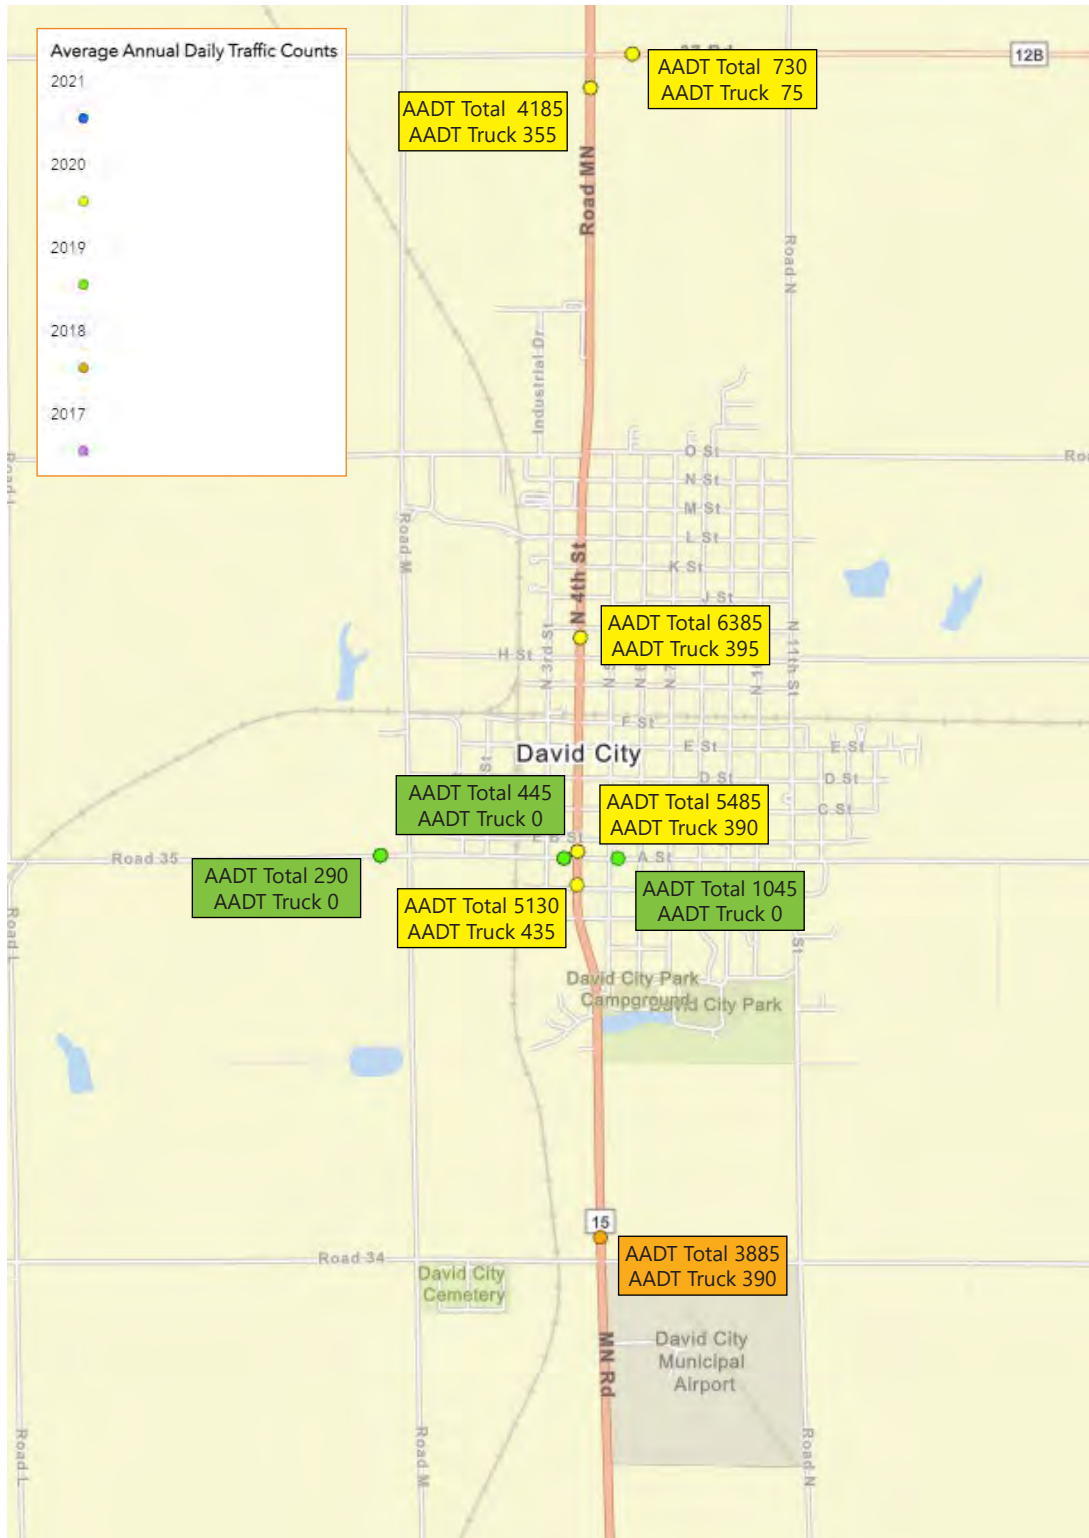 Average Annual Daily Traffic Counts
2021
2020
2019
2018
2017
12B
AADT Total 730
AADT Truck 75
AADT Total 4185
AADT Truck 355
Road MN
Road N
Industrial Dr
O St
N St
M St
L St
K St
J St
Road M
N 4th St
AADT Total 6385
AADT Truck 395
H St
N 3rd St
N 11th St
F St
David City
E St
E St
D St
D St
C St
AADT Total 445
AADT Truck 0
AADT Total 5485
AADT Truck 390
B St
Road 35
A St
AADT Total 290
AADT Truck 0
AADT Total 5130
AADT Truck 435
AADT Total 1045
AADT Truck 0
Road L
St
David City Park
Campground
David City Park
15
Road 34
AADT Total 3885
AADT Truck 390
David City
Cemetery
MN Rd
David City
Municipal
Airport
Road L
Road M
Road N